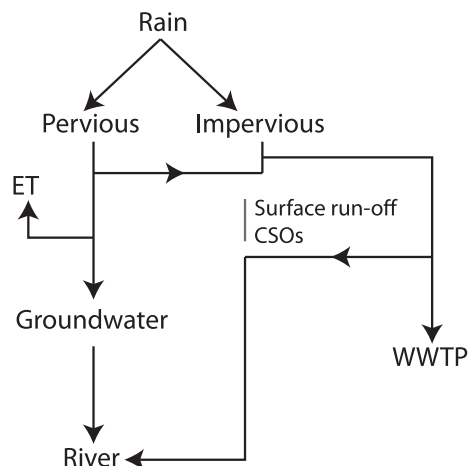 Rain
Pervious
Impervious
ET
Surface run-off
CSOs
Groundwater
WWTP
River